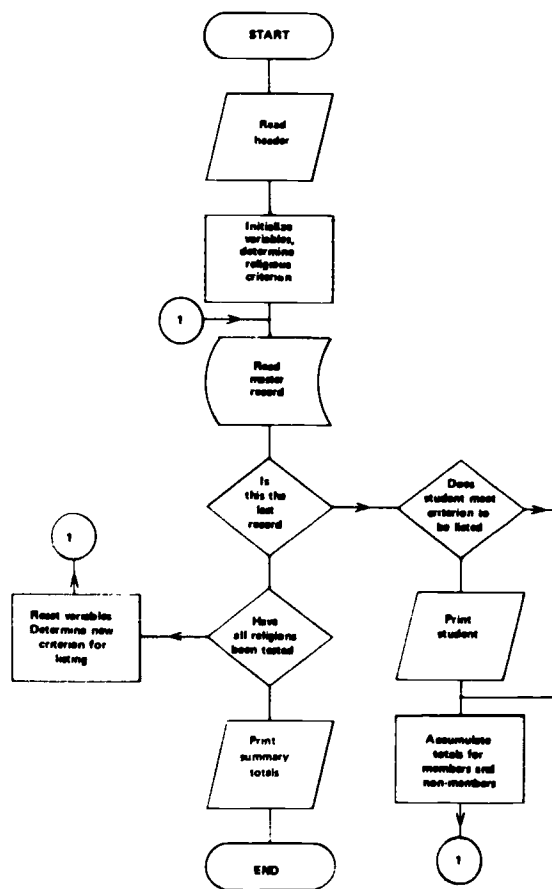 START
Read
header
Initialize
variables,
determine
religious
criterion
1
Read
master
record
Is
this the
last
record
Does
student meet
criterion to
be listed
1
Reset variables
Determine new
criterion for
listing
Have
all religions
been tested
Print
student
Print
summary
totals
Accumulate
totals for
members and
non-members
END
1